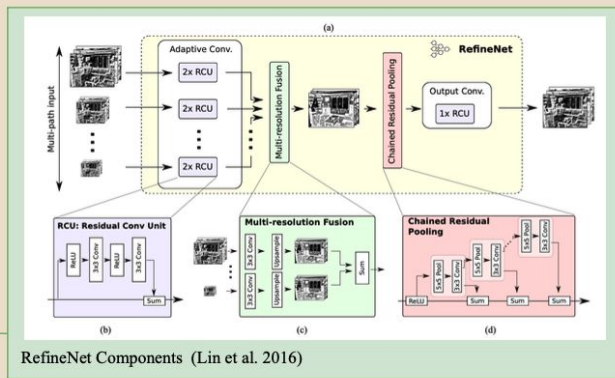 (a)
Multi-path input
Adaptive Conv.
2x RCU
2x RCU
2x RCU
Multi-resolution Fusion
Chained Residual Pooling
RefineNet
Output Conv.
1x RCU
RCU: Residual Conv Unit
ReLU
3x3 Conv
ReLU
3x3 Conv
Sum
(b)
Multi-resolution Fusion
3x3 Conv
Upsample
3x3 Conv
Upsample
Sum
(c)
Chained Residual
Pooling
ReLU
5x5 Pool
3x3 Conv
5x5 Pool
3x3 Conv
5x5 Pool
3x3 Conv
Sum
Sum
Sum
(d)
RefineNet Components (Lin et al. 2016)